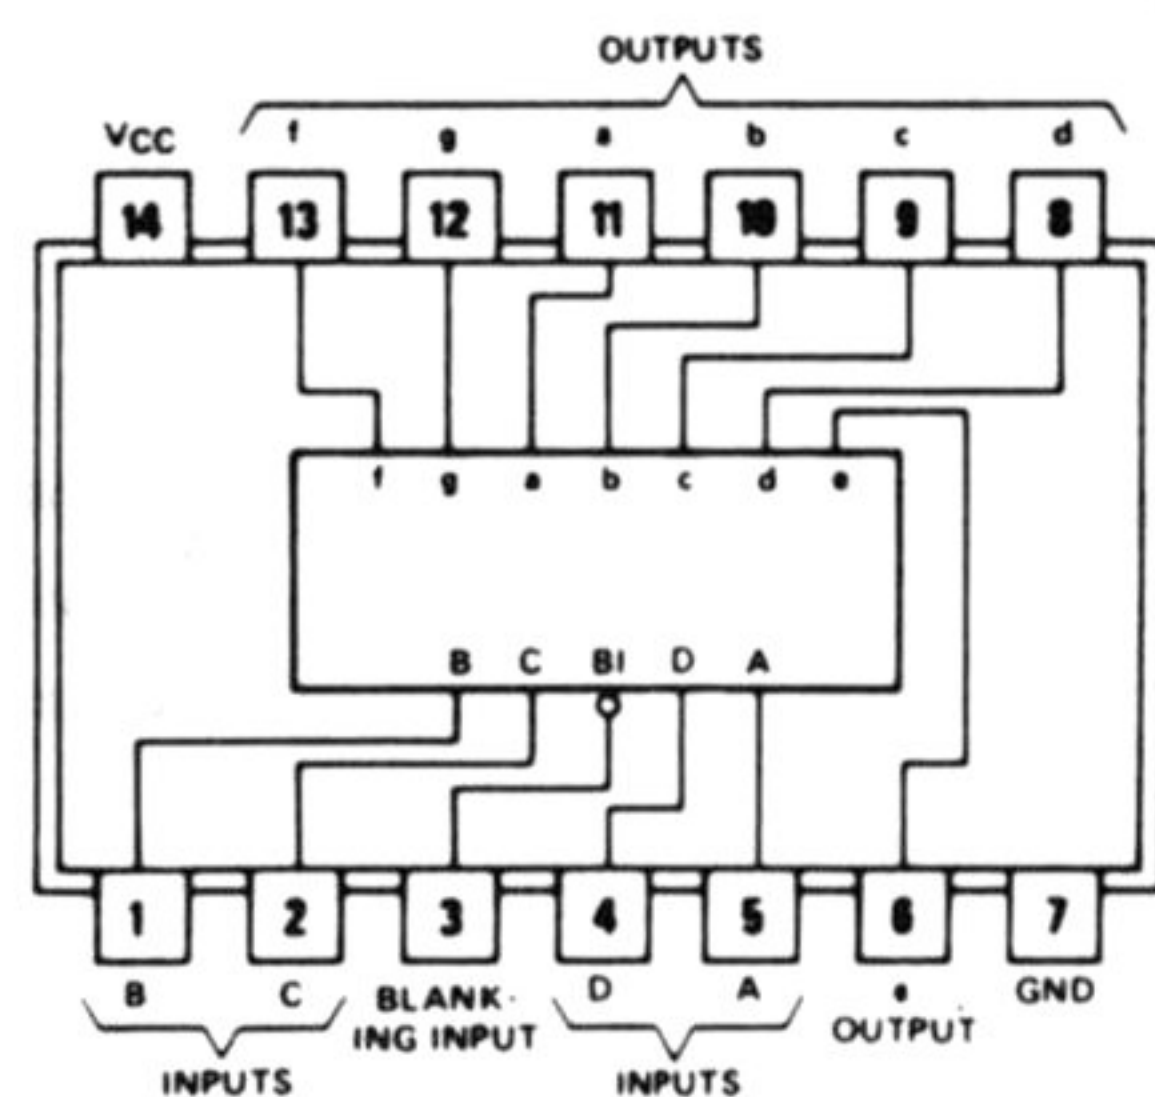 OUTPUTS
VCC f g a b c d
14 13 12 11 10 9 8
f g a b c d e
B C BI D A
1 2 3 4 5 6 7
B C BLANK- D A e GND
ING INPUT OUTPUT
INPUTS INPUTS